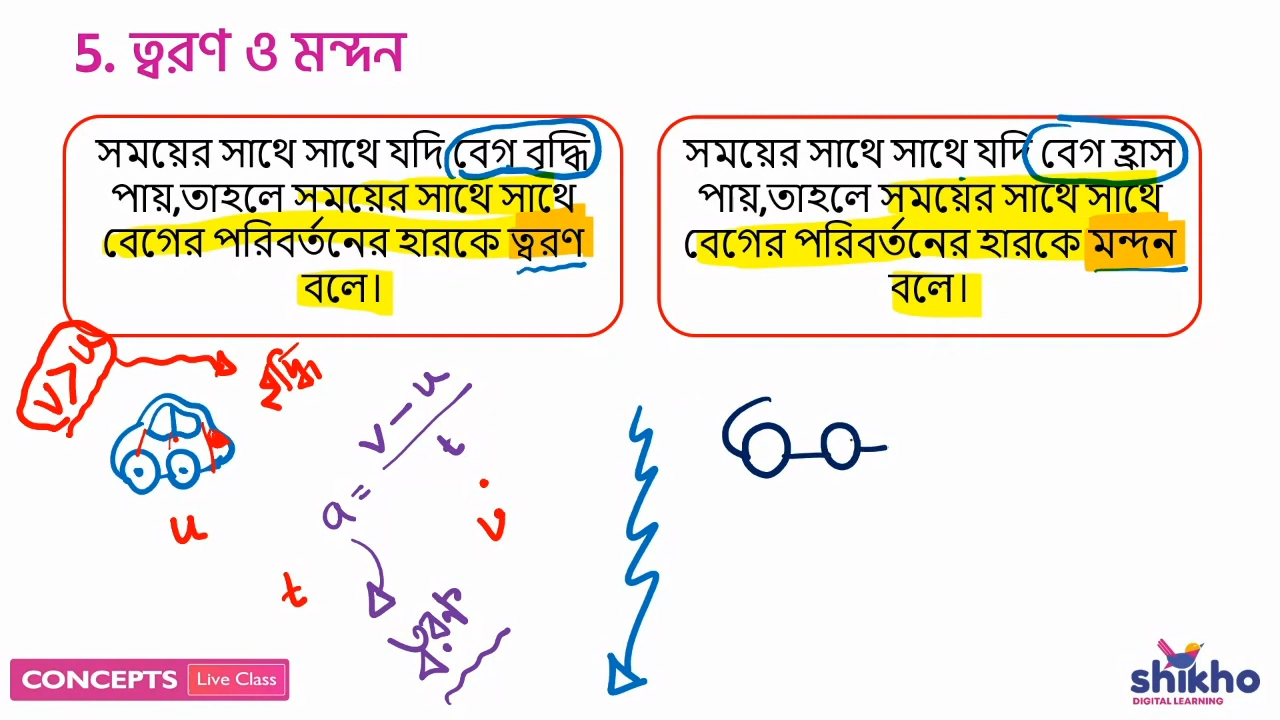 5. ত্বরণ ও মন্দন
সময়ের সাথে সাথে যদি বেগ বৃদ্ধি
পায়,তাহলে সময়ের সাথে সাথে
বেগের পরিবর্তনের হারকে ত্বরণ
বলে।
সময়ের সাথে সাথে যদি বেগ হ্রাস
পায়,তাহলে সময়ের সাথে সাথে
বেগের পরিবর্তনের হারকে মন্দন
বলে।
v>u
বৃদ্ধি
a = v-u
t
u
v
t
ত্বরণ
CONCEPTS Live Class
shikho
DIGITAL LEARNING